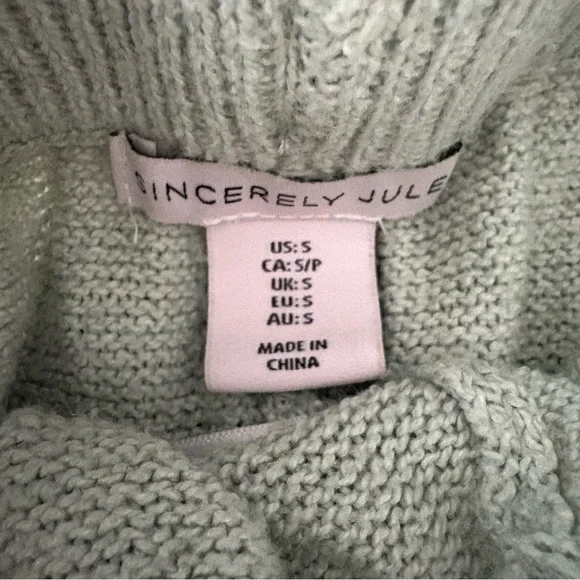 SINCERELY JULE
US: S
CA: S/P
UK: S
EU: S
AU: S
MADE IN
CHINA